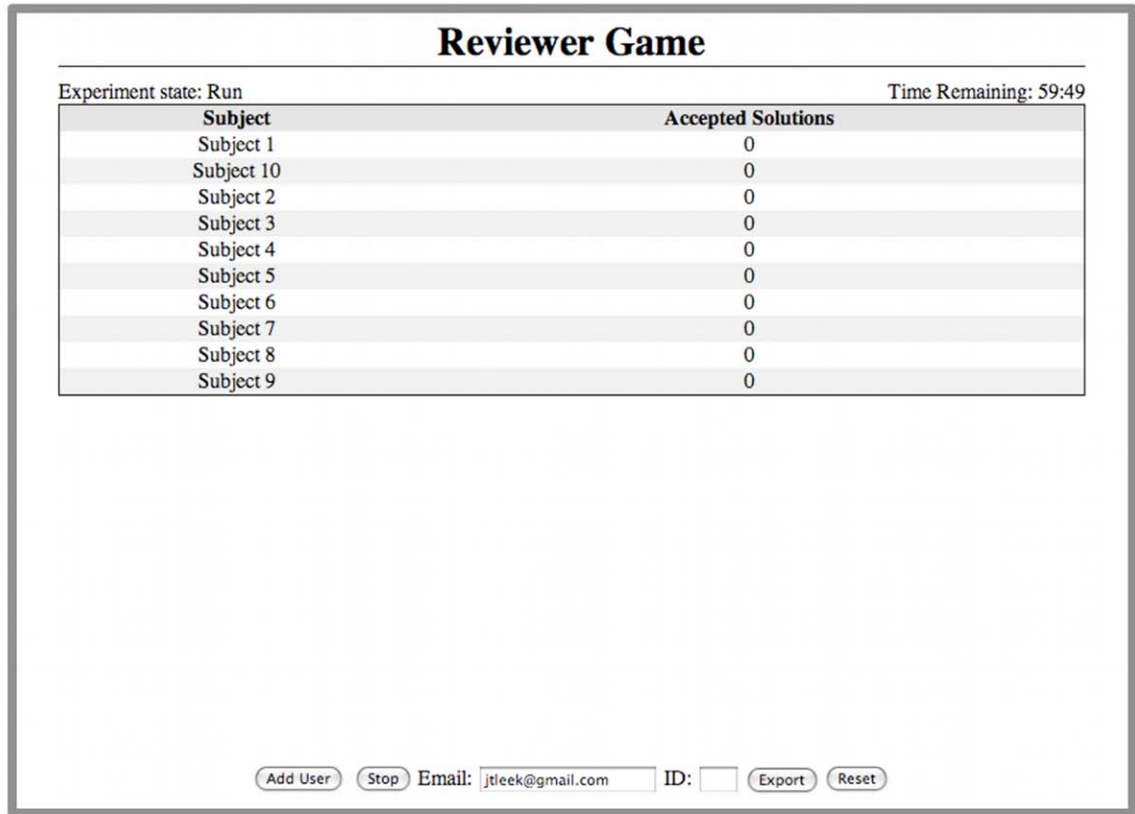 Reviewer Game
Experiment state: Run Time Remaining: 59:49
Subject Accepted Solutions
Subject 1 0
Subject 10 0
Subject 2 0
Subject 3 0
Subject 4 0
Subject 5 0
Subject 6 0
Subject 7 0
Subject 8 0
Subject 9 0
Add User Stop Email: jtleek@gmail.com ID: Export Reset